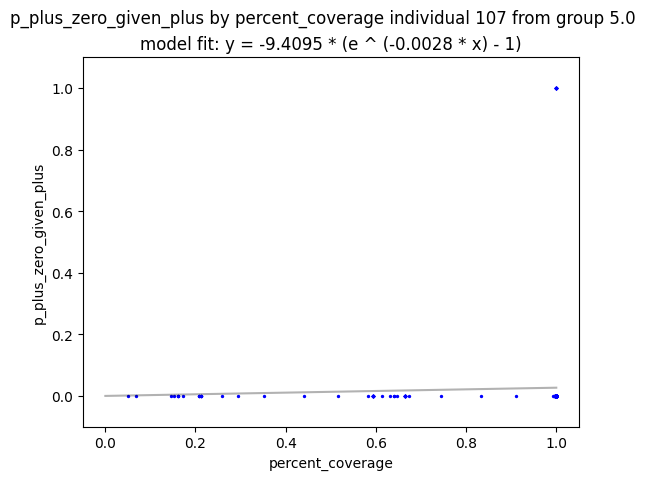 p_plus_zero_given_plus by percent_coverage individual 107 from group 5.0
model fit: y = -9.4095 * (e ^ (-0.0028 * x) - 1)
1.0
0.8
0.6
0.4
0.2
0.0
p_plus_zero_given_plus
0.0 0.2 0.4 0.6 0.8 1.0
percent_coverage